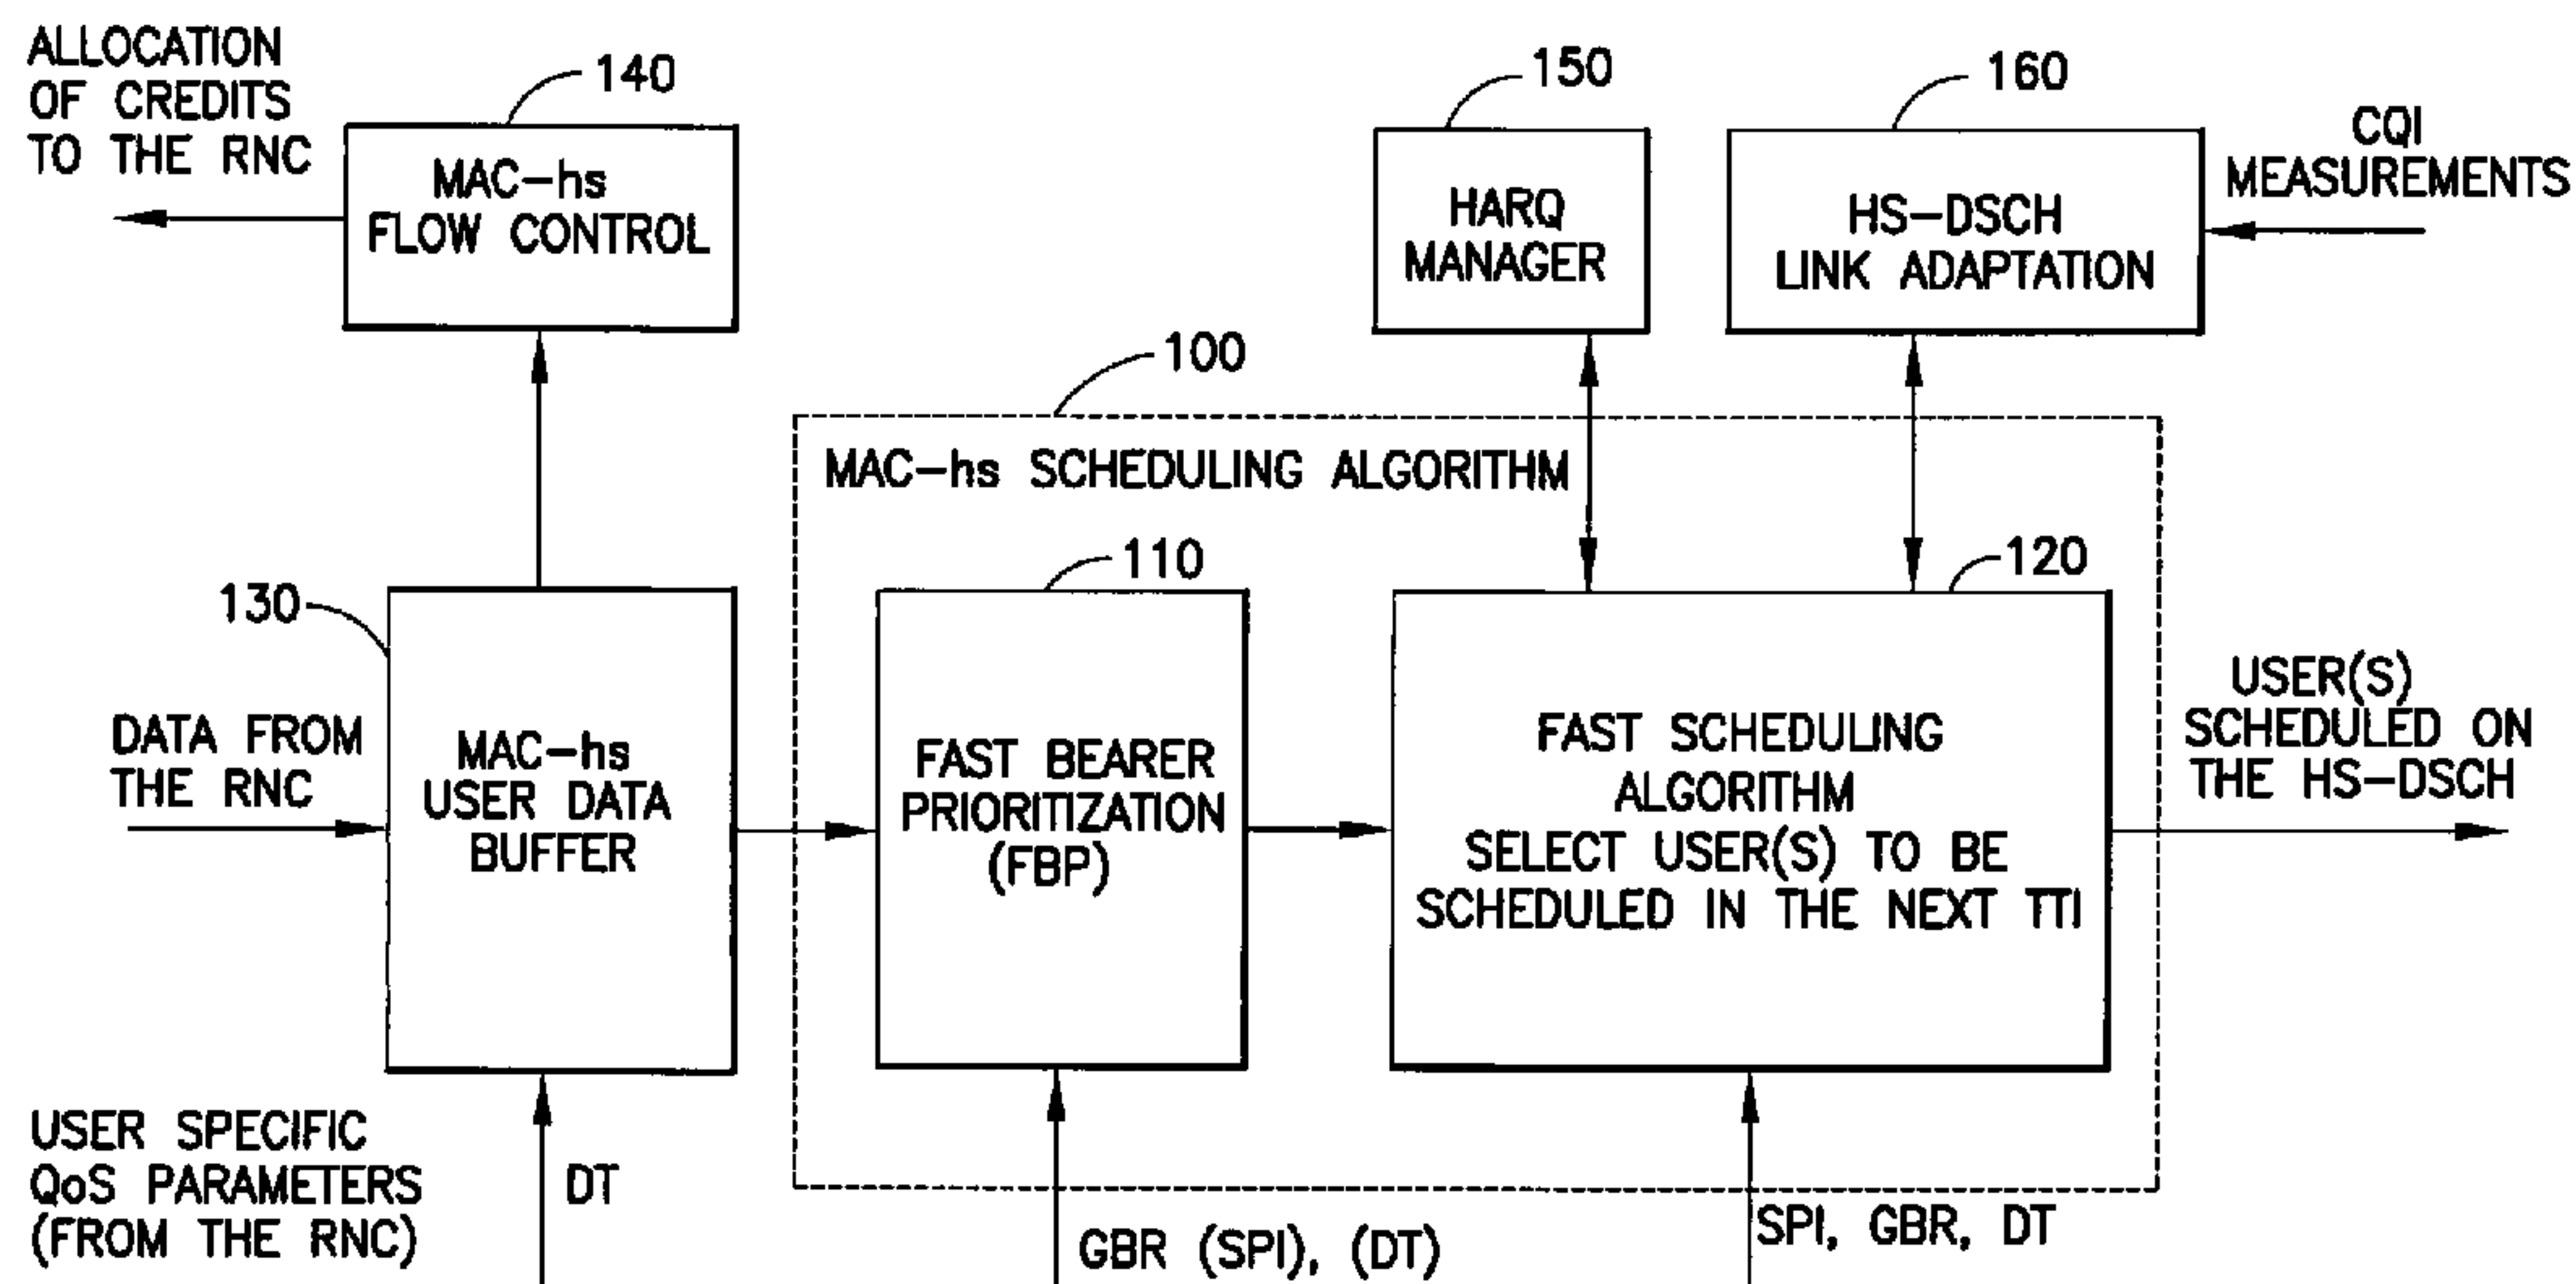 ALLOCATION
OF CREDITS
TO THE RNC
140
MAC-hs
FLOW CONTROL
150
HARQ
MANAGER
160
HS-DSCH
LINK ADAPTATION
CQI
MEASUREMENTS
100
MAC-hs SCHEDULING ALGORITHM
130
DATA FROM
THE RNC
MAC-hs
USER DATA
BUFFER
110
FAST BEARER
PRIORITIZATION
(FBP)
120
FAST SCHEDULING
ALGORITHM
SELECT USER(S) TO BE
SCHEDULED IN THE NEXT TTI
USER(S)
SCHEDULED ON
THE HS-DSCH
USER SPECIFIC
QoS PARAMETERS
(FROM THE RNC)
DT
GBR (SPI), (DT)
SPI, GBR, DT